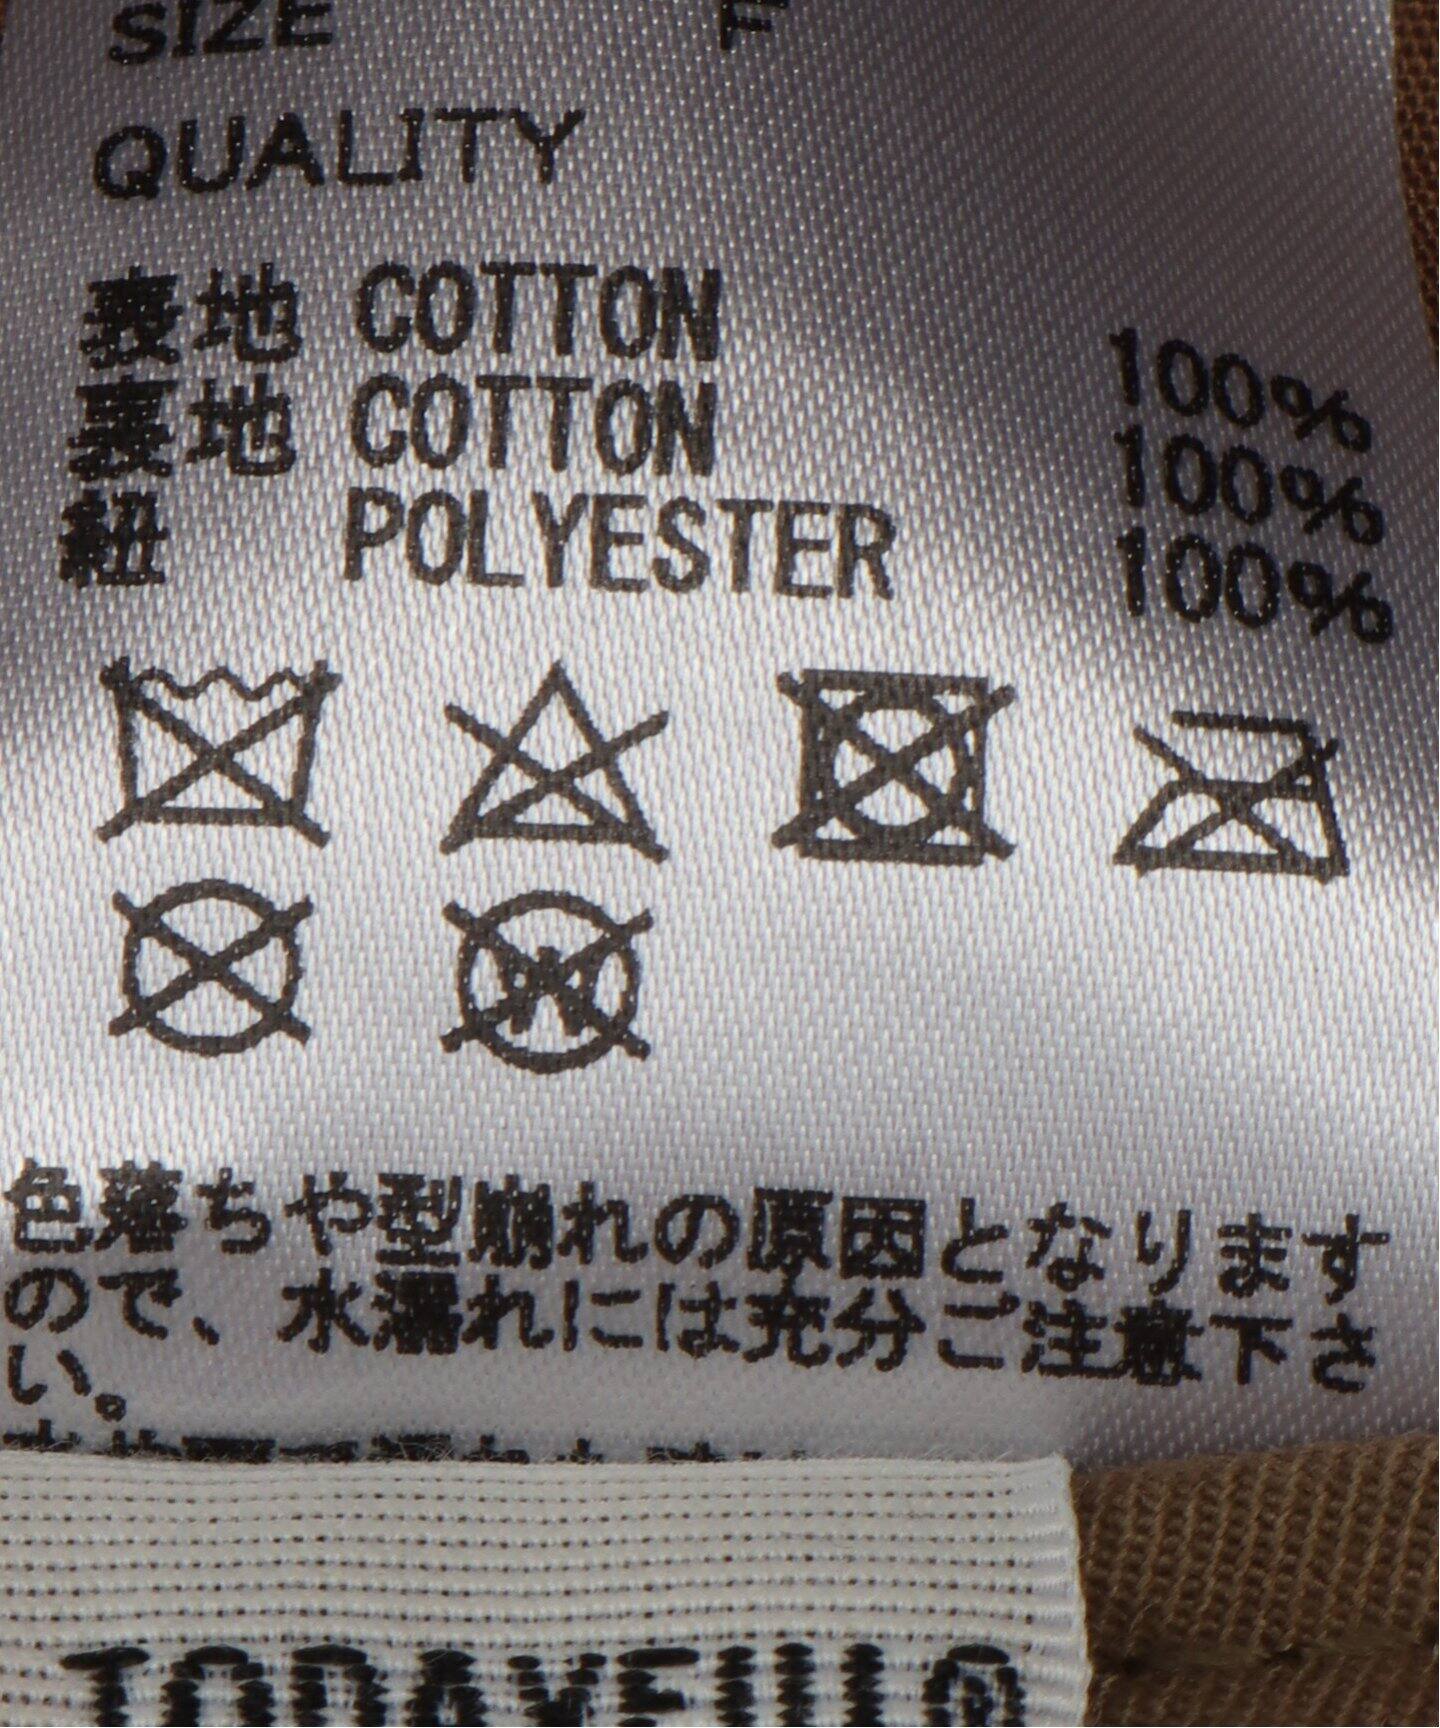 SIZE F
QUALITY
表地 COTTON 100%
裏地 COTTON 100%
紐 POLYESTER 100%
W
色落ちや型崩れの原因となります
ので、水濡れには充分ご注意下さ
い。
TODAYFUL®